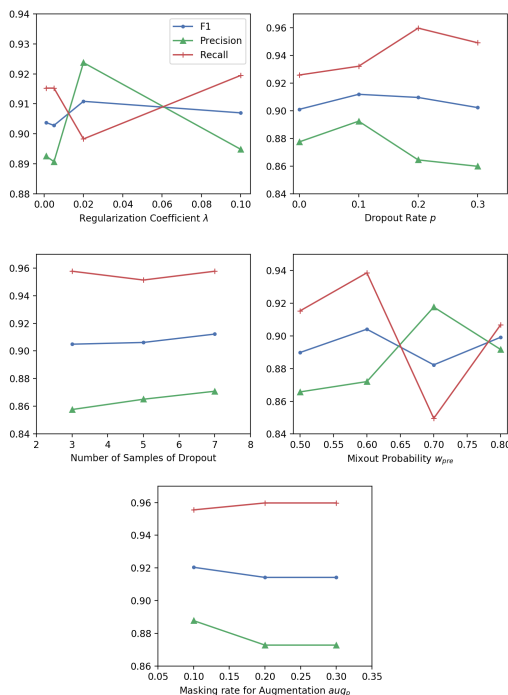 0.94
0.93
0.92
0.91
0.90
0.89
0.88
0.00 0.02 0.04 0.06 0.08 0.10
Regularization Coefficient λ
F1
Precision
Recall
0.96
0.94
0.92
0.90
0.88
0.86
0.84
0.0 0.1 0.2 0.3
Dropout Rate p
0.96
0.94
0.92
0.90
0.88
0.86
0.84
2 3 4 5 6 7 8
Number of Samples of Dropout
0.94
0.92
0.90
0.88
0.86
0.84
0.50 0.55 0.60 0.65 0.70 0.75 0.80
Mixout Probability w_pre
0.96
0.94
0.92
0.90
0.88
0.86
0.05 0.10 0.15 0.20 0.25 0.30 0.35
Masking rate for Augmentation aug_p